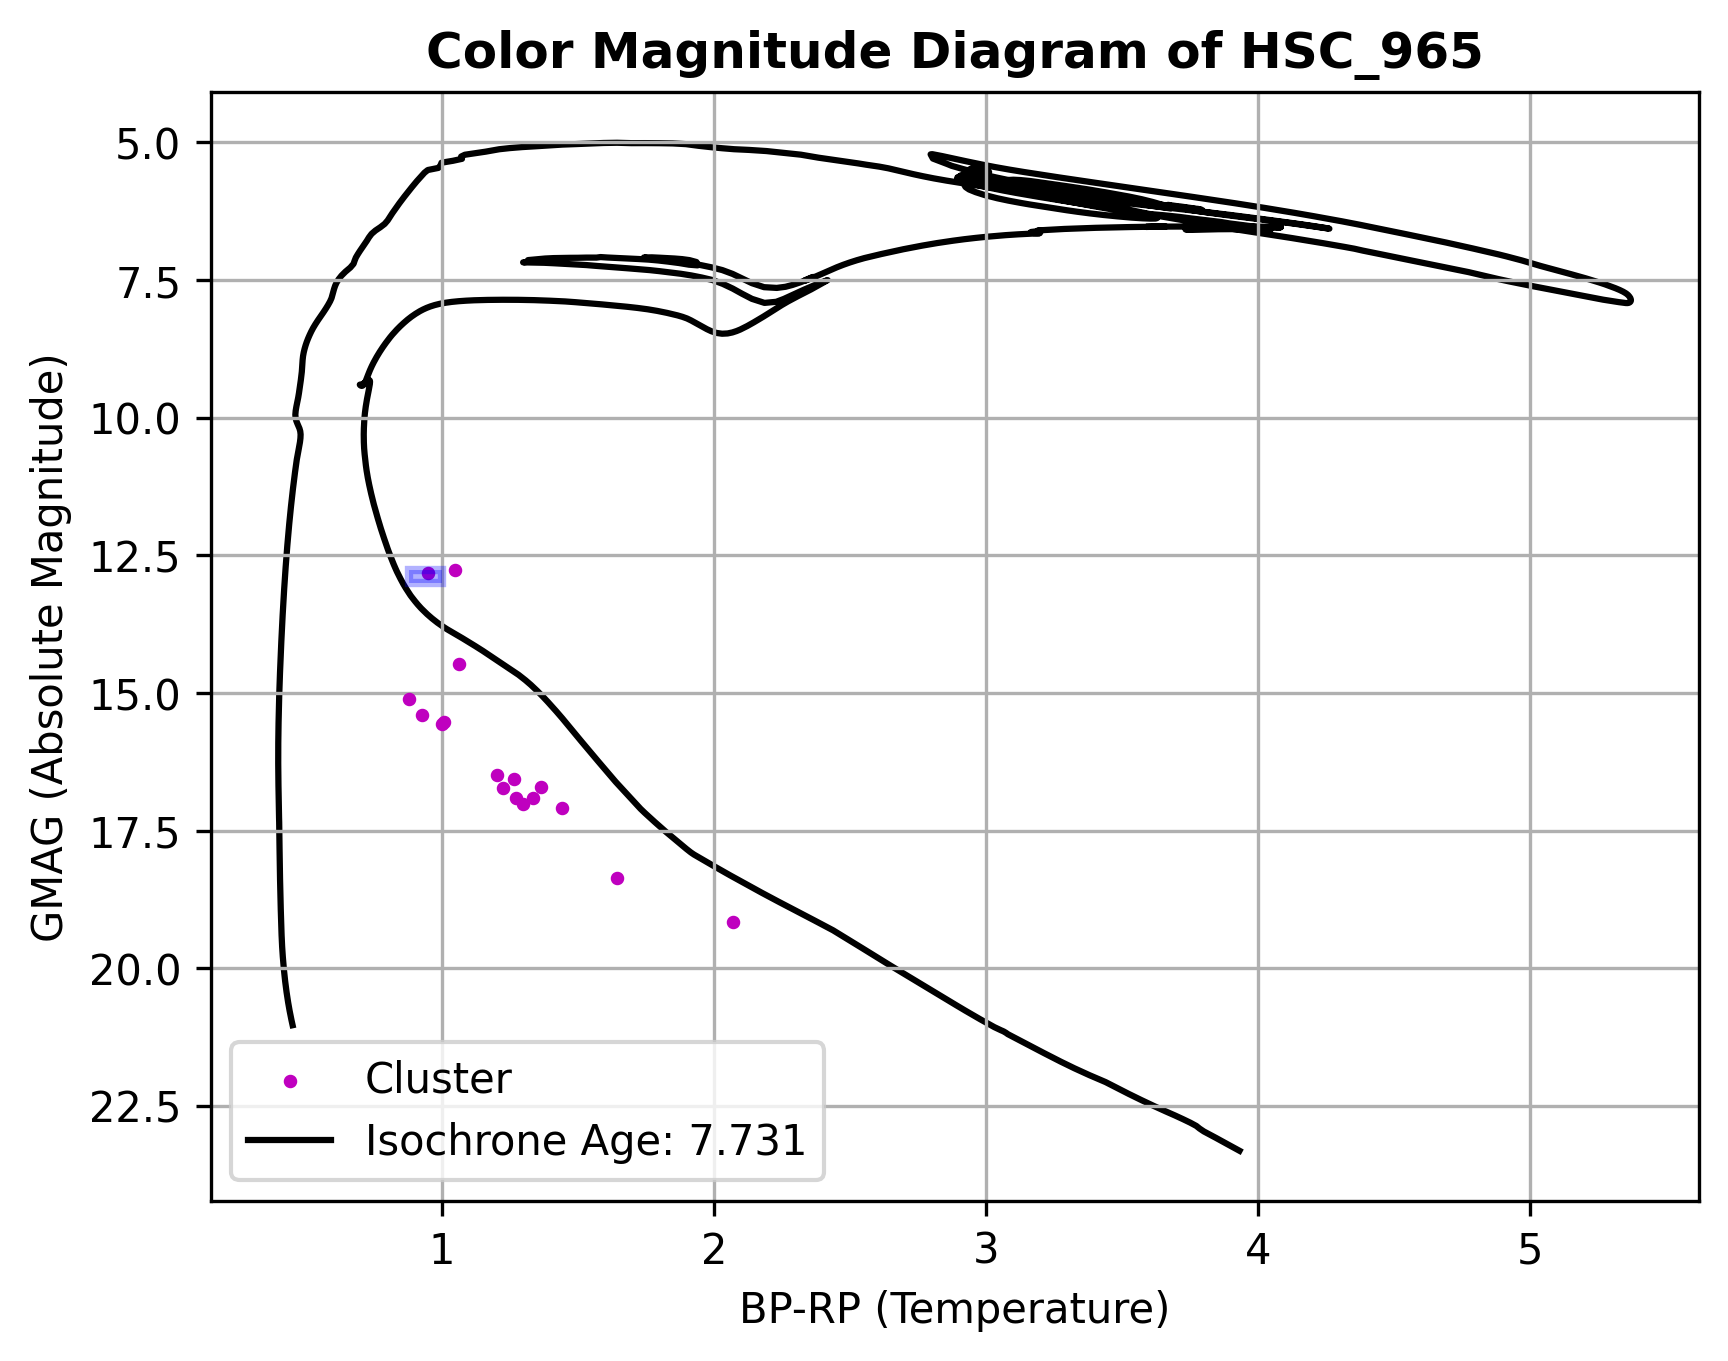 Color Magnitude Diagram of HSC_965
GMAG (Absolute Magnitude)
5.0
7.5
10.0
12.5
15.0
17.5
20.0
22.5
Cluster
Isochrone Age: 7.731
1 2 3 4 5
BP-RP (Temperature)